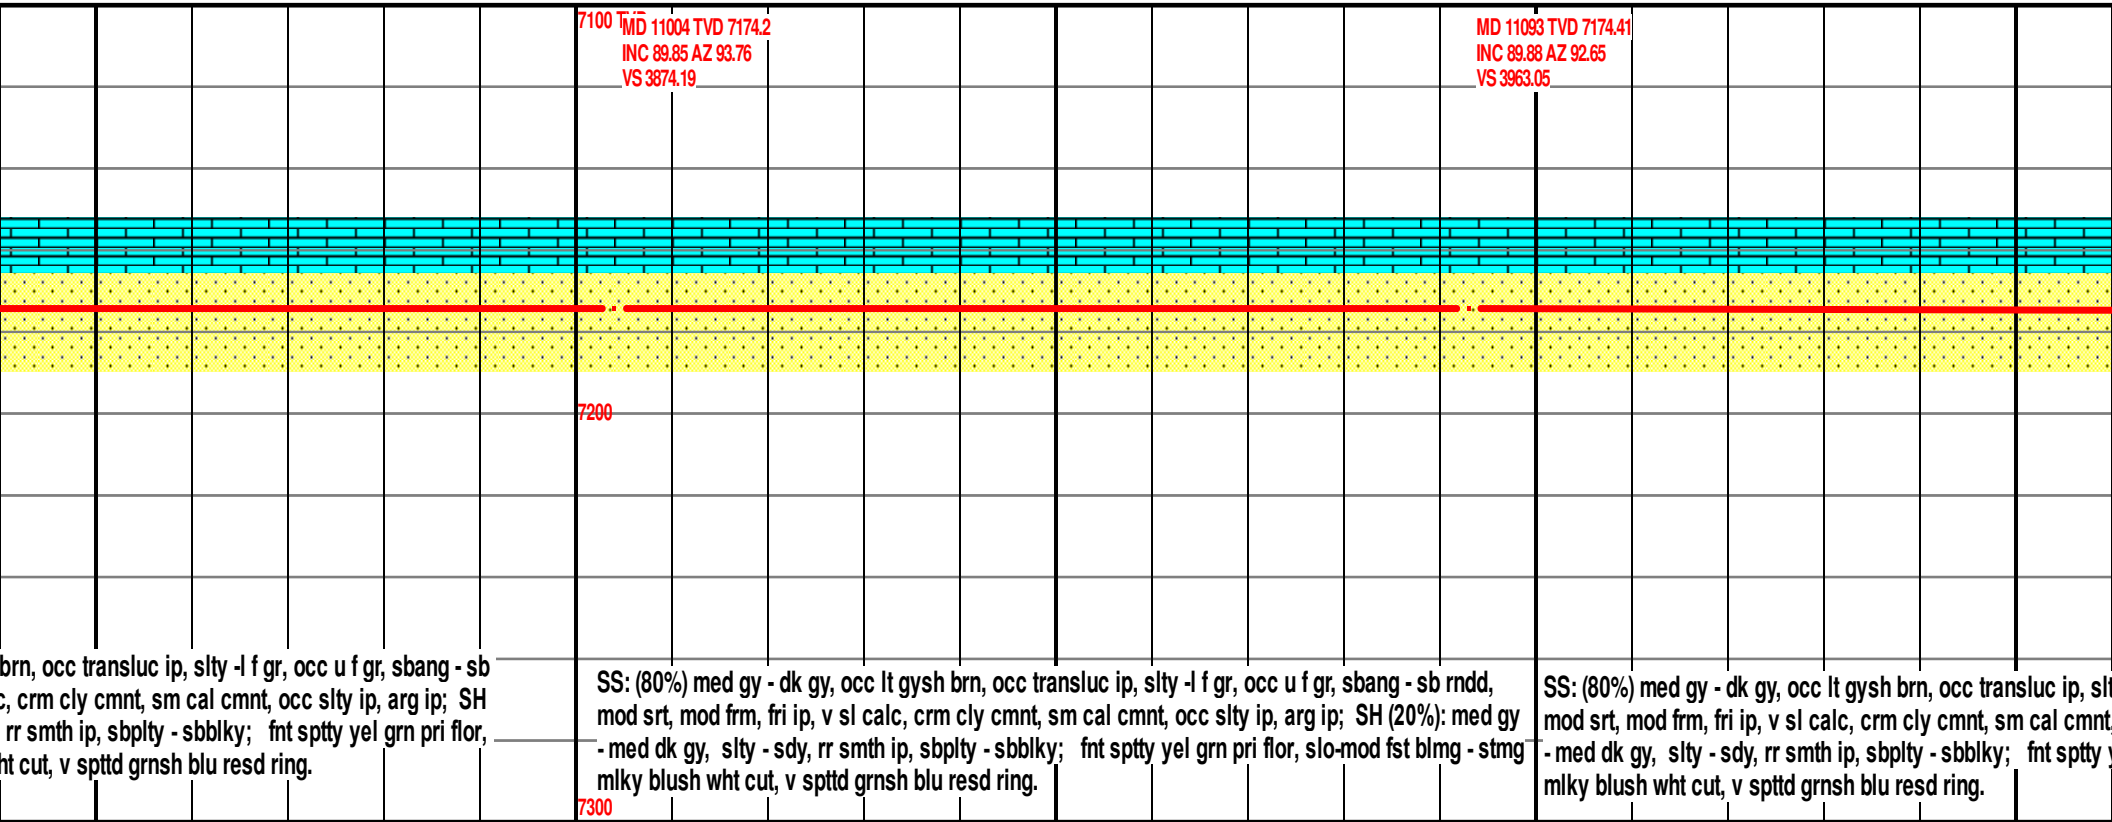 7100 TVD
MD 11004 TVD 7174.2
INC 89.85 AZ 93.76
VS 3874.19
MD 11093 TVD 7174.41
INC 89.88 AZ 92.65
VS 3963.05
7200
brn, occ transluc ip, slty -l f gr, occ u f gr, sbang - sb
c, crm cly cmnt, sm cal cmnt, occ slty ip, arg ip;  SH
rr smth ip, sbplty - sbblky;   fnt sptty yel grn pri flor,
ht cut, v spttd grnsh blu resd ring.
SS: (80%) med gy - dk gy, occ lt gysh brn, occ transluc ip, slty -l f gr, occ u f gr, sbang - sb rndd,
mod srt, mod frm, fri ip, v sl calc, crm cly cmnt, sm cal cmnt, occ slty ip, arg ip;  SH (20%): med gy
- med dk gy,  slty - sdy, rr smth ip, sbplty - sbblky;   fnt sptty yel grn pri flor, slo-mod fst blmg - stmg
mlky blush wht cut, v spttd grnsh blu resd ring.
SS: (80%) med gy - dk gy, occ lt gysh brn, occ transluc ip, slt
mod srt, mod frm, fri ip, v sl calc, crm cly cmnt, sm cal cmnt,
- med dk gy,  slty - sdy, rr smth ip, sbplty - sbblky;   fnt sptty y
mlky blush wht cut, v spttd grnsh blu resd ring.
7300